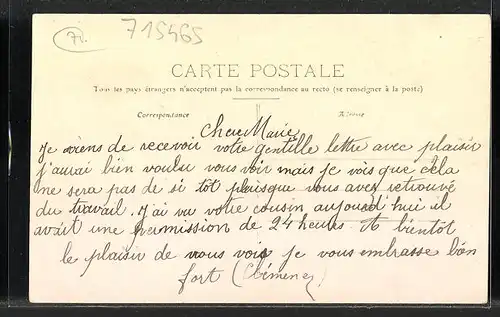 71.
715465
CARTE POSTALE
Tous les pays étrangers n'acceptent pas la correspondance au recto (se renseigner à la poste)
Correspondance
Adresse
Chere Marie
Je viens de recevoir votre gentille lettre avec plaisir
j'aurai bien voulu vous voir mais je vois que cela
ne sera pas de si tôt puisque vous avez retrouvé
du travail. J'ai vu votre cousin aujourd hui il
avait une permission de 24 heures. A bientôt
le plaisir de vous voir je vous embrasse bien
fort (Clémence)